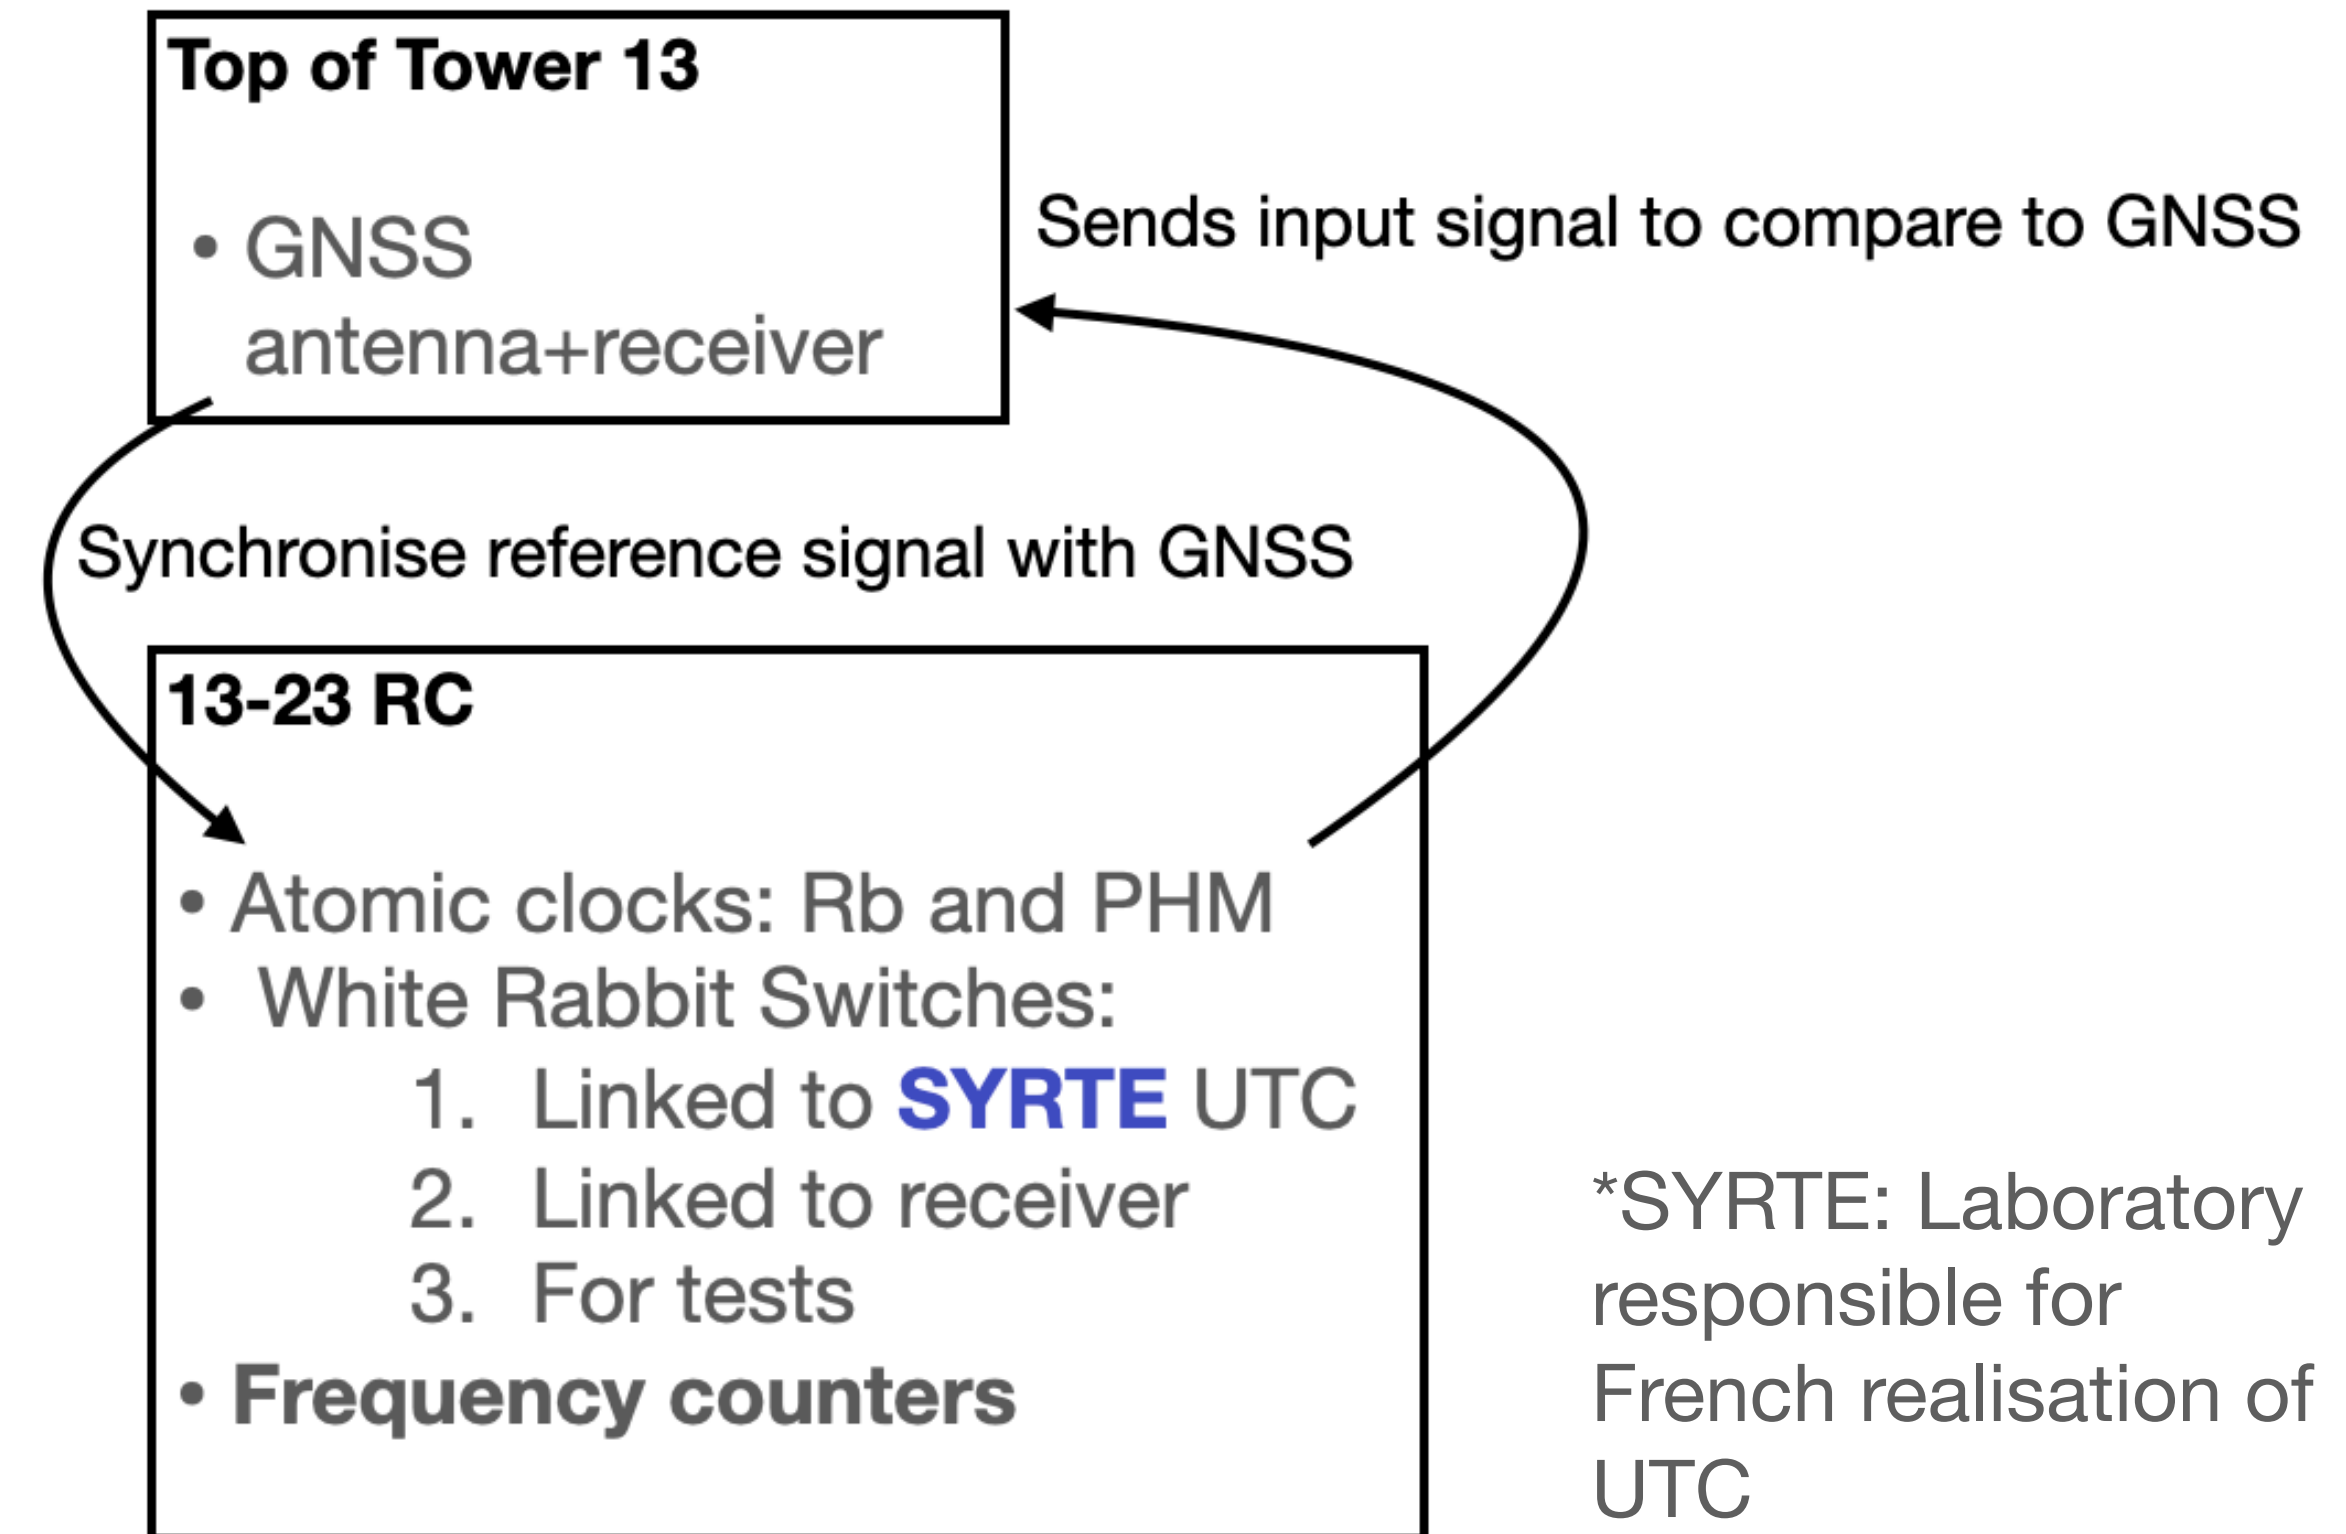 Top of Tower 13
• GNSS
antenna+receiver
Sends input signal to compare to GNSS
Synchronise reference signal with GNSS
13-23 RC
• Atomic clocks: Rb and PHM
• White Rabbit Switches:
1. Linked to SYRTE UTC
2. Linked to receiver
3. For tests
• Frequency counters
*SYRTE: Laboratory
responsible for
French realisation of
UTC